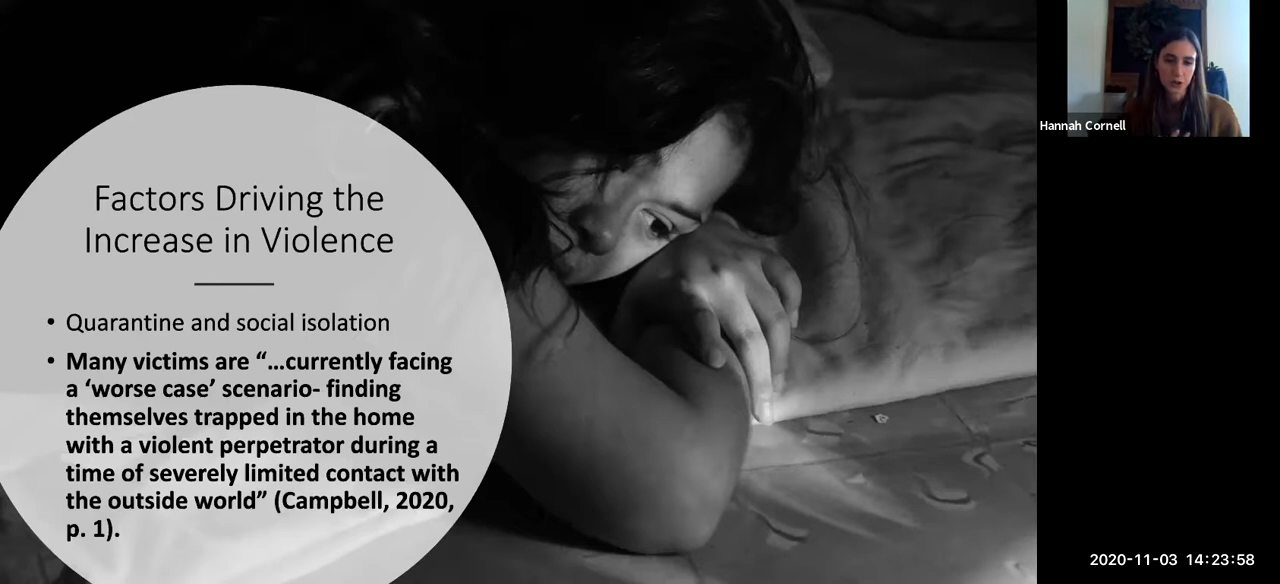 Factors Driving the
Increase in Violence
• Quarantine and social isolation
• Many victims are “…currently facing
a ‘worse case’ scenario- finding
themselves trapped in the home
with a violent perpetrator during a
time of severely limited contact with
the outside world” (Campbell, 2020,
p. 1).
Hannah Cornell
2020-11-03 14:23:58